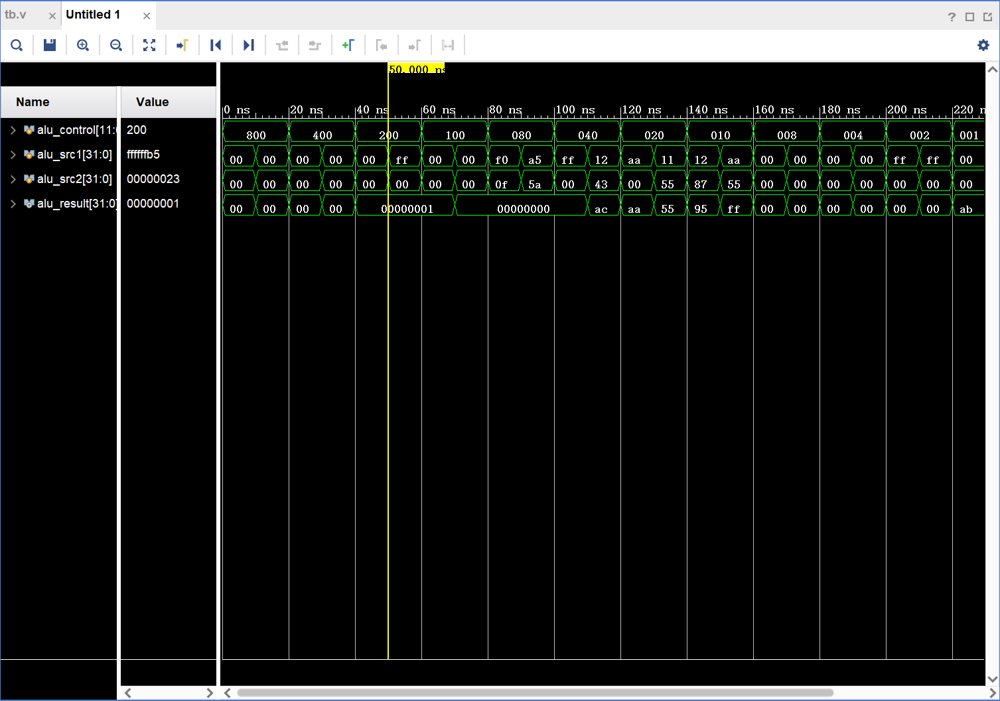 tb.v Untitled 1
?
50.000 ns
Name Value
0 ns 20 ns 40 ns 60 ns 80 ns 100 ns 120 ns 140 ns 160 ns 180 ns 200 ns 220 n
alu_control[11:0 200 800 400 200 100 080 040 020 010 008 004 002 001
alu_src1[31:0] ffffffb5 00 00 00 00 00 ff 00 00 f0 a5 ff 12 aa 11 12 aa 00 00 00 00 ff ff 00
alu_src2[31:0] 00000023 00 00 00 00 00 00 00 00 0f 5a 00 43 00 55 87 55 00 00 00 00 00 00 00
alu_result[31:0] 00000001 00 00 00 00 00000001 00000000 ac aa 55 95 ff 00 00 00 00 00 00 ab